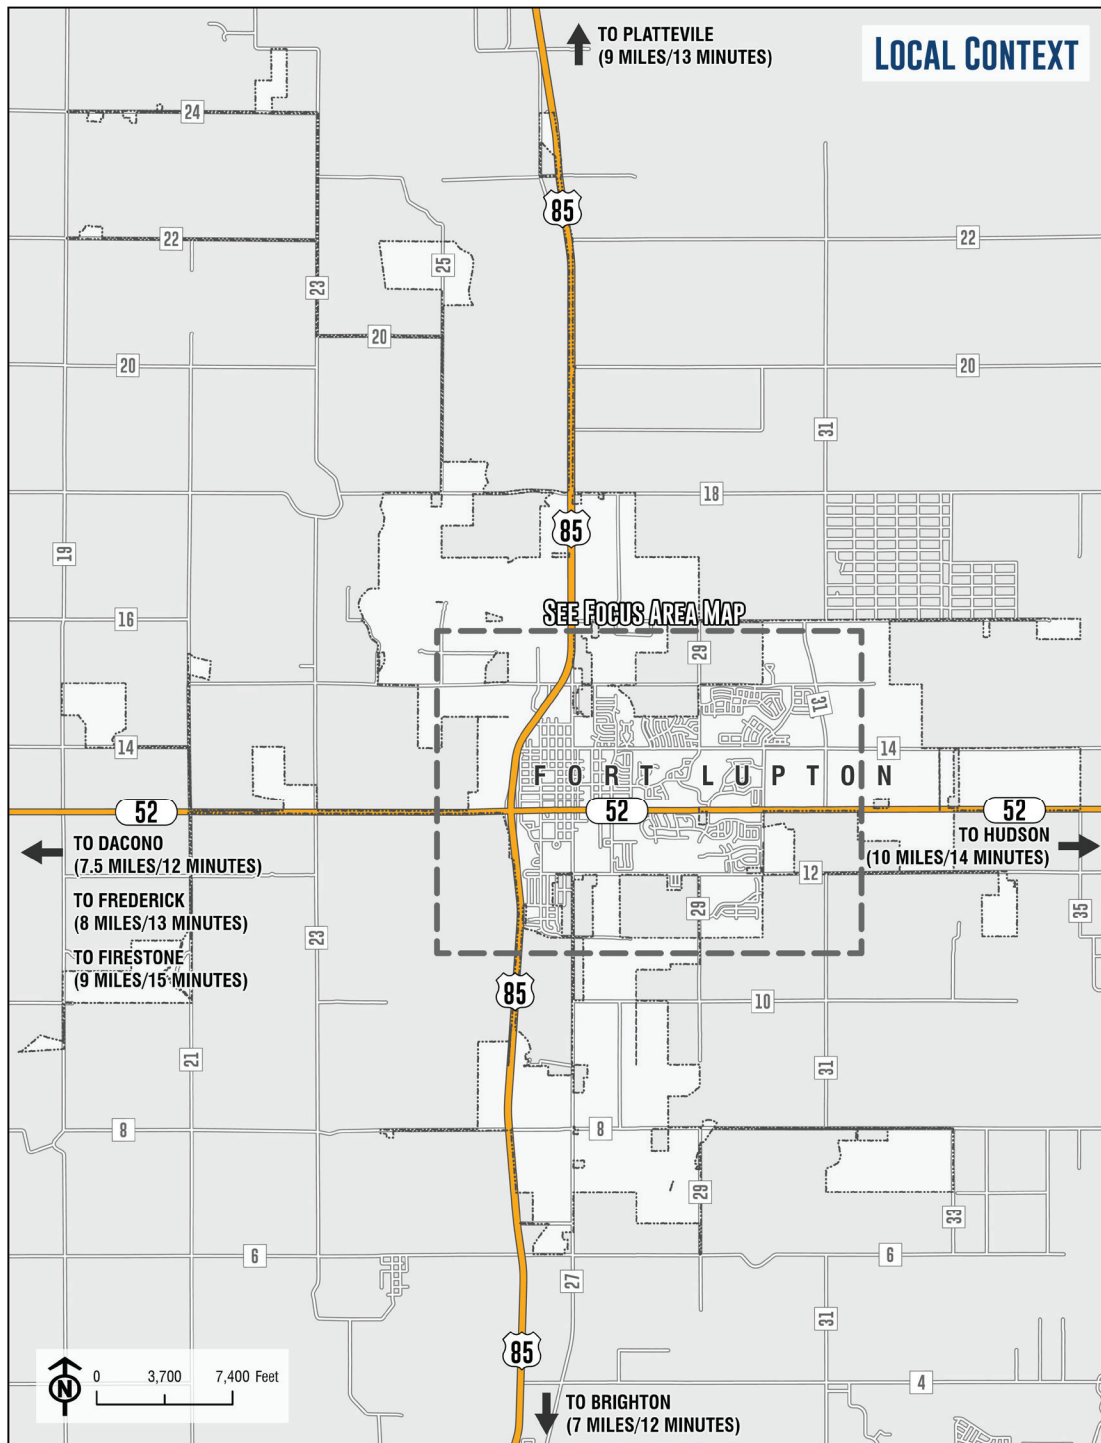 TO PLATTEVILE
(9 MILES/13 MINUTES)
LOCAL CONTEXT
24
85
22
22
25
23
20
20
20
31
18
85
19
16
SEE FOCUS AREA MAP
29
31
14
14
FORT LUPTON
52
52
52
TO DACONO
(7.5 MILES/12 MINUTES)
TO HUDSON
(10 MILES/14 MINUTES)
12
TO FREDERICK
(8 MILES/13 MINUTES)
29
35
23
TO FIRESTONE
(9 MILES/15 MINUTES)
85
10
21
31
8
8
29
33
6
6
27
31
85
N
0 3,700 7,400 Feet
4
TO BRIGHTON
(7 MILES/12 MINUTES)